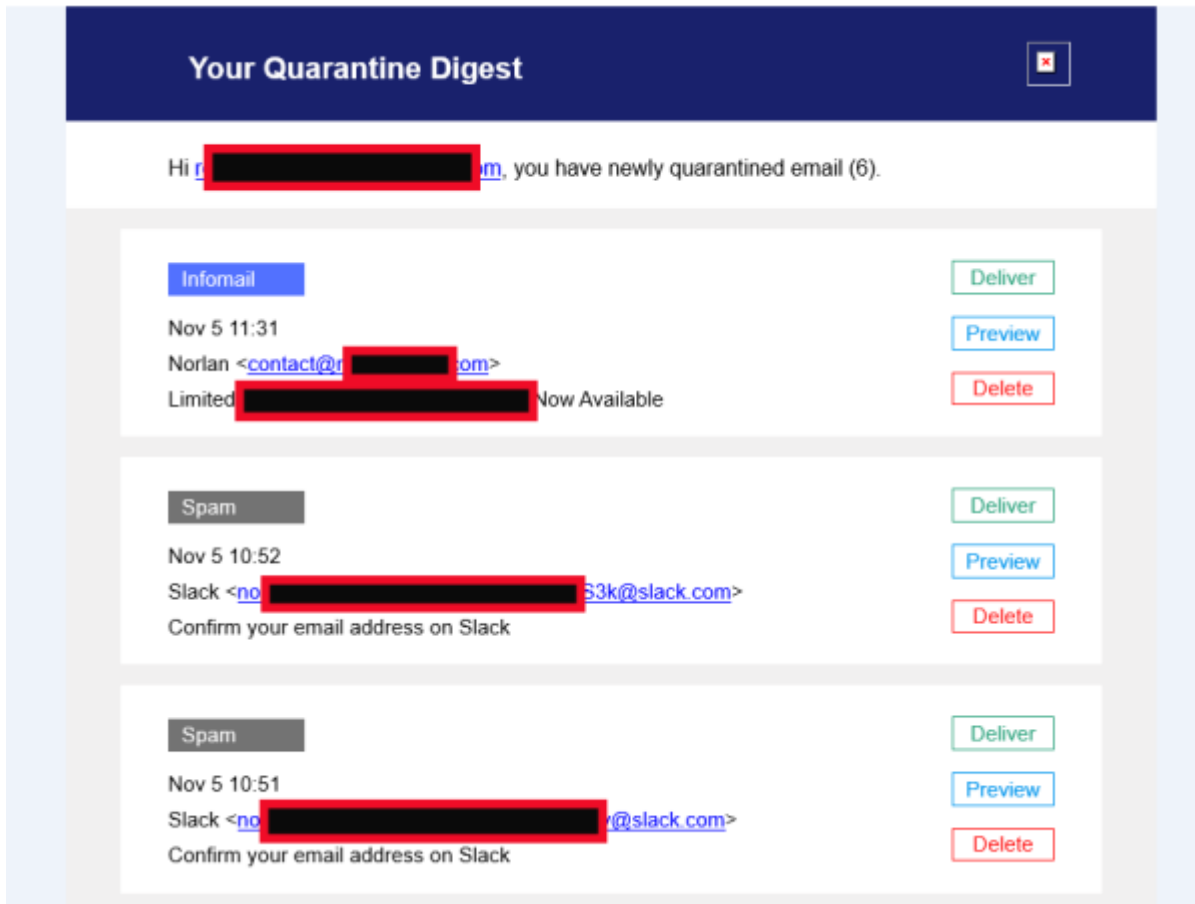 Your Quarantine Digest
Hi r m, you have newly quarantined email (6).
Infomail
Deliver
Nov 5 11:31
Preview
Norlan <contact@r com>
Limited Now Available
Delete
Spam
Deliver
Nov 5 10:52
Preview
Slack <no S3k@slack.com>
Delete
Confirm your email address on Slack
Spam
Deliver
Nov 5 10:51
Preview
Slack <no @slack.com>
Delete
Confirm your email address on Slack